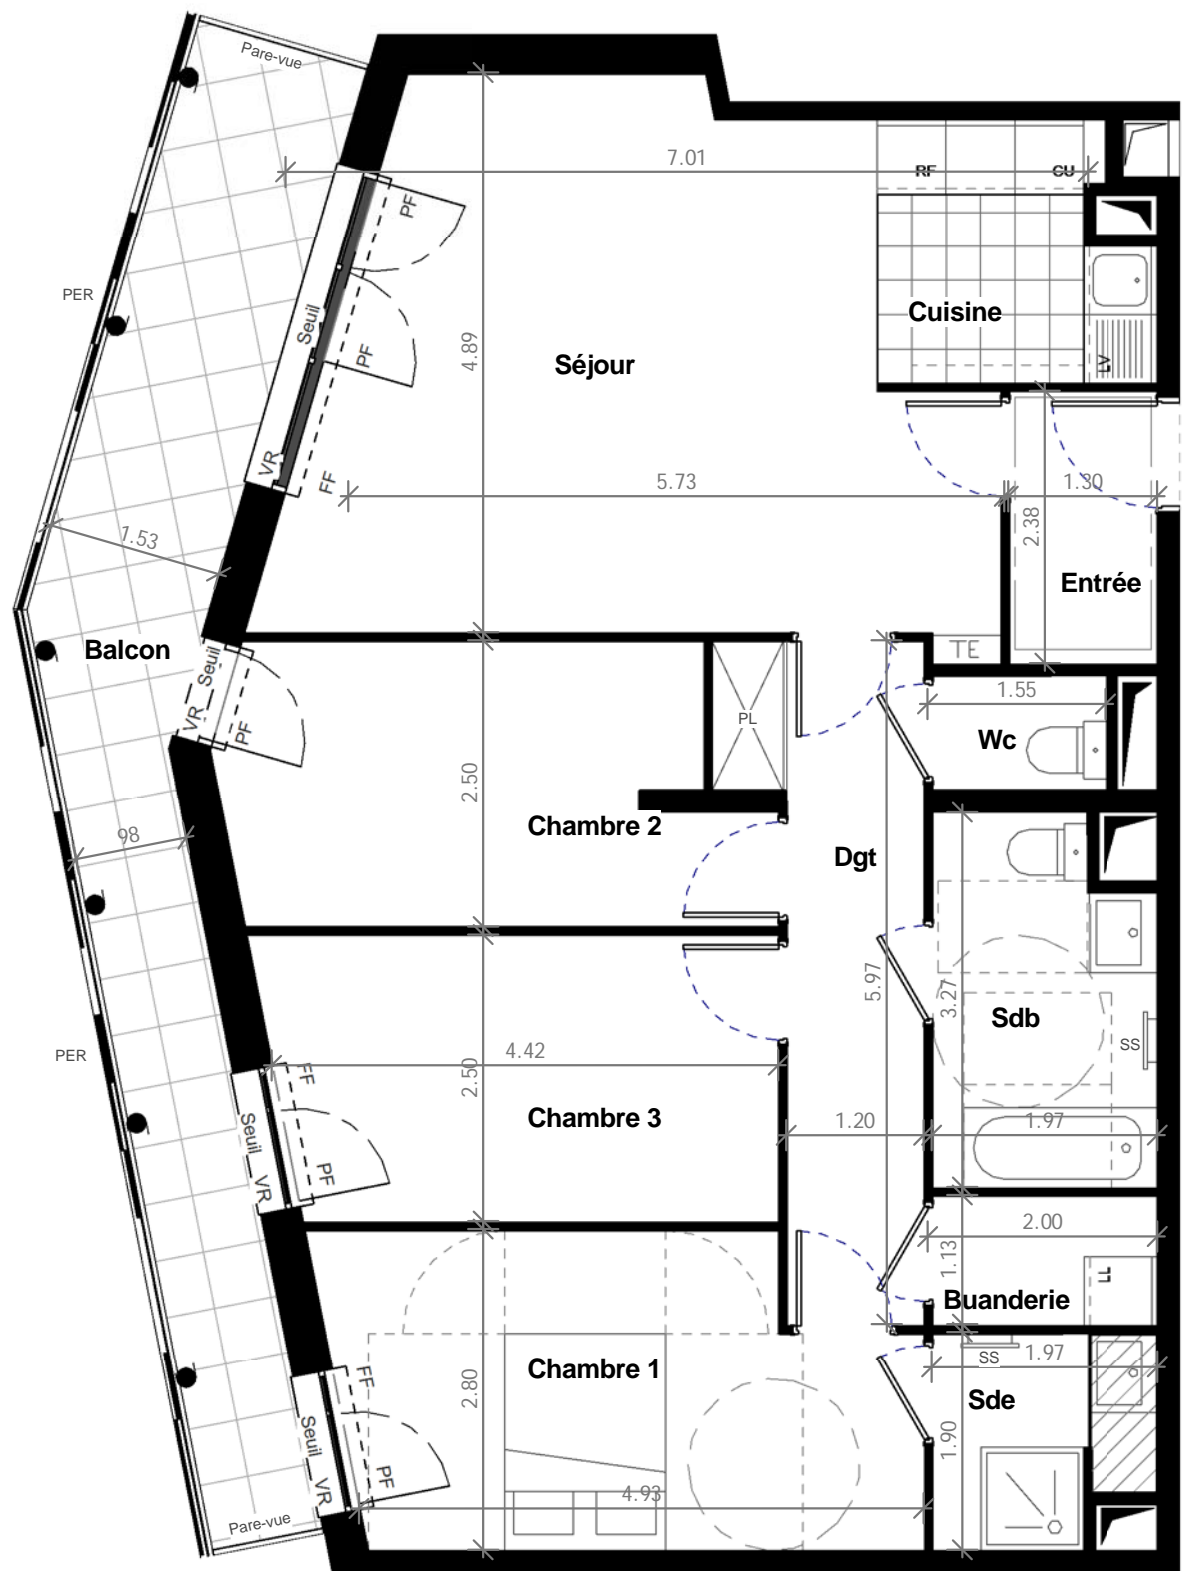 Pare-vue
7.01
RF
CU
PF
PER
Seuil
Cuisine
4.89
PF
LV
Séjour
VR
FF
5.73
1.30
2.38
1.53
Entrée
Balcon
Seuil
TE
VR
PF
PL
1.55
Wc
2.50
98
Chambre 2
Dgt
5.97
3.27
Sdb
PER
SS
4.42
FF
2.50
Seuil
Chambre 3
1.20
1.97
VR
PF
2.00
1.13
LL
Buanderie
SS
1.97
FF
2.80
Chambre 1
Sde
Seuil
1.90
VR
PF
4.93
Pare-vue